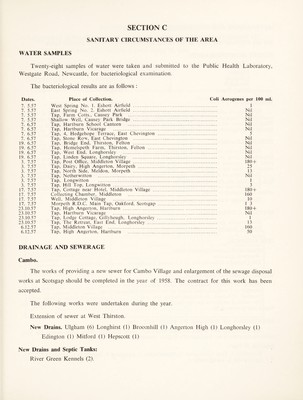 SECTION C
SANITARY CIRCUMSTANCES OF THE AREA
WATER SAMPLES
Twenty-eight samples of water were taken and submitted to the Public Health Laboratory,
Westgate Road, Newcastle, for bacteriological examination.
The bacteriological results are as follows :
Dates. Place of Collection. Coli Aerogenes per 100 ml.
7. 5.57 West Spring No. 1, Eshott Airfield 1
7. 5.57 East Spring No. 2, Eshott Airfield Nil
7. 5.57 Tap, Farm Cotts., Causey Park Nil
7. 5.57 Shallow Well, Causey Park Bridge Nil
7. 5.57 Tap, Hartburn School Canteen Nil
7. 5.57 Tap, Hartburn Vicarage Nil
7. 6.57 Tap, 4, Hedgehope Terrace, East Chevington
7. 6.57 Tap, Stone Row, East Chevington Nil
19. 6.57 Tap, Bridge End, Thirston, Felton Nil
19. 6.57 Tap, Hemelspeth Farm, Thirston, Felton Nil
19. 6.57 Tap, West End, Longhorsley Nil
19. 6.57 Tap, Linden Square, Longhorsley Nil
3. 7.57 Tap, Post Office, Middleton Village 180+
3. 7.57 Tap, Dairy, High Angerton, Morpeth 25
3. 7.57 Tap, North Side, Meldon, Morpeth 13
3. 7.57 Tap, Netherwitton Nil
3. 7.57 Tap, Longwitton
3. 7.57 Tap, Hill Top, Longwitton
17. 7.57 Tap, Cottage near Hotel, Middleton Village 180+
17. 7.57 Collecting Chamber, Middleton 160
17. 7.57 Well, Middleton Village 10
17. 7.57 Morpeth R.D.C. Main Tap, Oakford, Scotsgap
23.10.57 Tap, High Angerton, Hartburn 180+
23.10.57 Tap, Hartburn Vicarage Nil
23.10.57 Tap, Lodge Cottage, Gallyhough, Longhorsley 1
23.10.57 Tap, The Retreat, East End, Longhorsley 13
6.12.57 Tap, Middleton Village 160
6.12.57 Tap, High Angerton, Hartburn 50
DRAINAGE AND SEWERAGE
Cambo.
The works of providing a new sewer for Cambo Village and enlargement of the sewage disposal
works at Scotsgap should be completed in the year of 1958. The contract for this work has been
accepted.
The following works were undertaken during the year.
Extension of sewer at West Thirston.
New Drains. Ulgham (6) Longhirst (1) Broomhill (1) Angerton High (1) Longhorsley (1)
Edington (1) Mitford (1) Hepscott (1)
New Drains and Septic Tanks:
River Green Kennels (2).